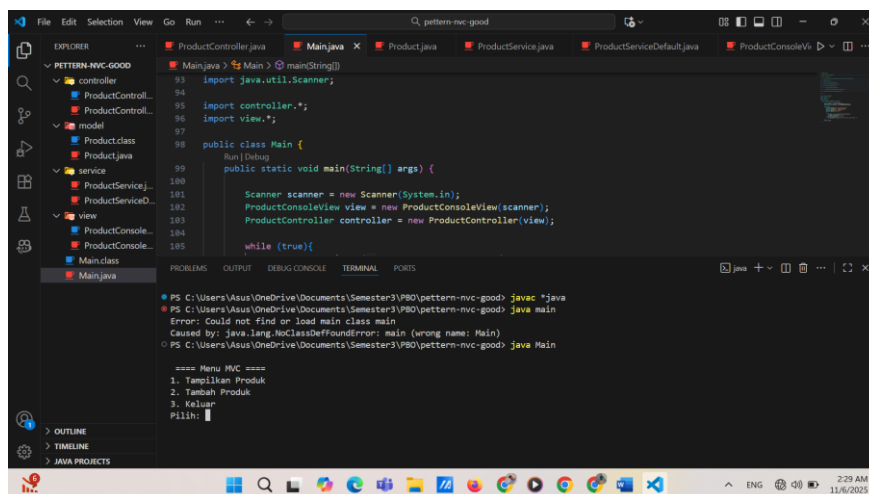 File Edit Selection View Go Run ··· pettern-nvc-good
EXPLORER ···
ProductController.java Main.java Product.java ProductService.java ProductServiceDefault.java ProductConsoleVi
PETTERN-NVC-GOOD
controller
ProductControll...
ProductControll...
model
Product.class
Product.java
service
ProductService.j...
ProductServiceD...
view
ProductConsole...
ProductConsole...
Main.class
Main.java
OUTLINE
TIMELINE
JAVA PROJECTS
Main.java > Main > main(String[])
93 import java.util.Scanner;
94
95 import controller.*;
96 import view.*;
97
98 public class Main {
Run | Debug
99 public static void main(String[] args) {
100
101 Scanner scanner = new Scanner(System.in);
102 ProductConsoleView view = new ProductConsoleView(scanner);
103 ProductController controller = new ProductController(view);
104
105 while (true){
PROBLEMS OUTPUT DEBUG CONSOLE TERMINAL PORTS
java
PS C:\Users\Asus\OneDrive\Documents\Semester3\PBO\pettern-nvc-good> javac *java
PS C:\Users\Asus\OneDrive\Documents\Semester3\PBO\pettern-nvc-good> java main
Error: Could not find or load main class main
Caused by: java.lang.NoClassDefFoundError: main (wrong name: Main)
PS C:\Users\Asus\OneDrive\Documents\Semester3\PBO\pettern-nvc-good> java Main
==== Menu MVC ====
1. Tampilkan Produk
2. Tambah Produk
3. Keluar
Pilih:
ENG
2:29 AM
11/6/2025